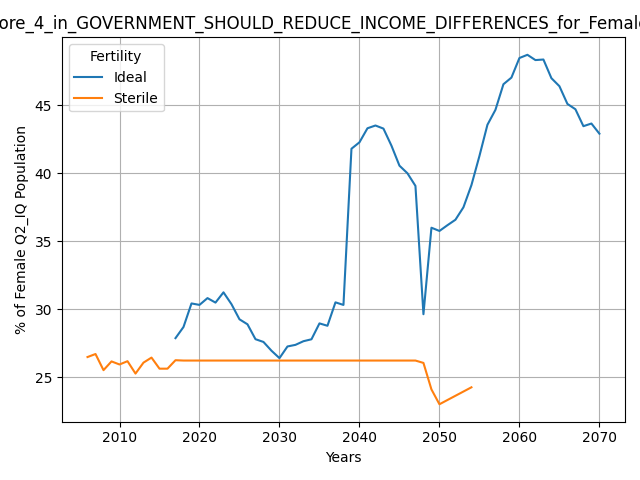 ore_4_in_GOVERNMENT_SHOULD_REDUCE_INCOME_DIFFERENCES_for_Female
Fertility
Ideal
Sterile
% of Female Q2_IQ Population
45
40
35
30
25
2010 2020 2030 2040 2050 2060 2070
Years